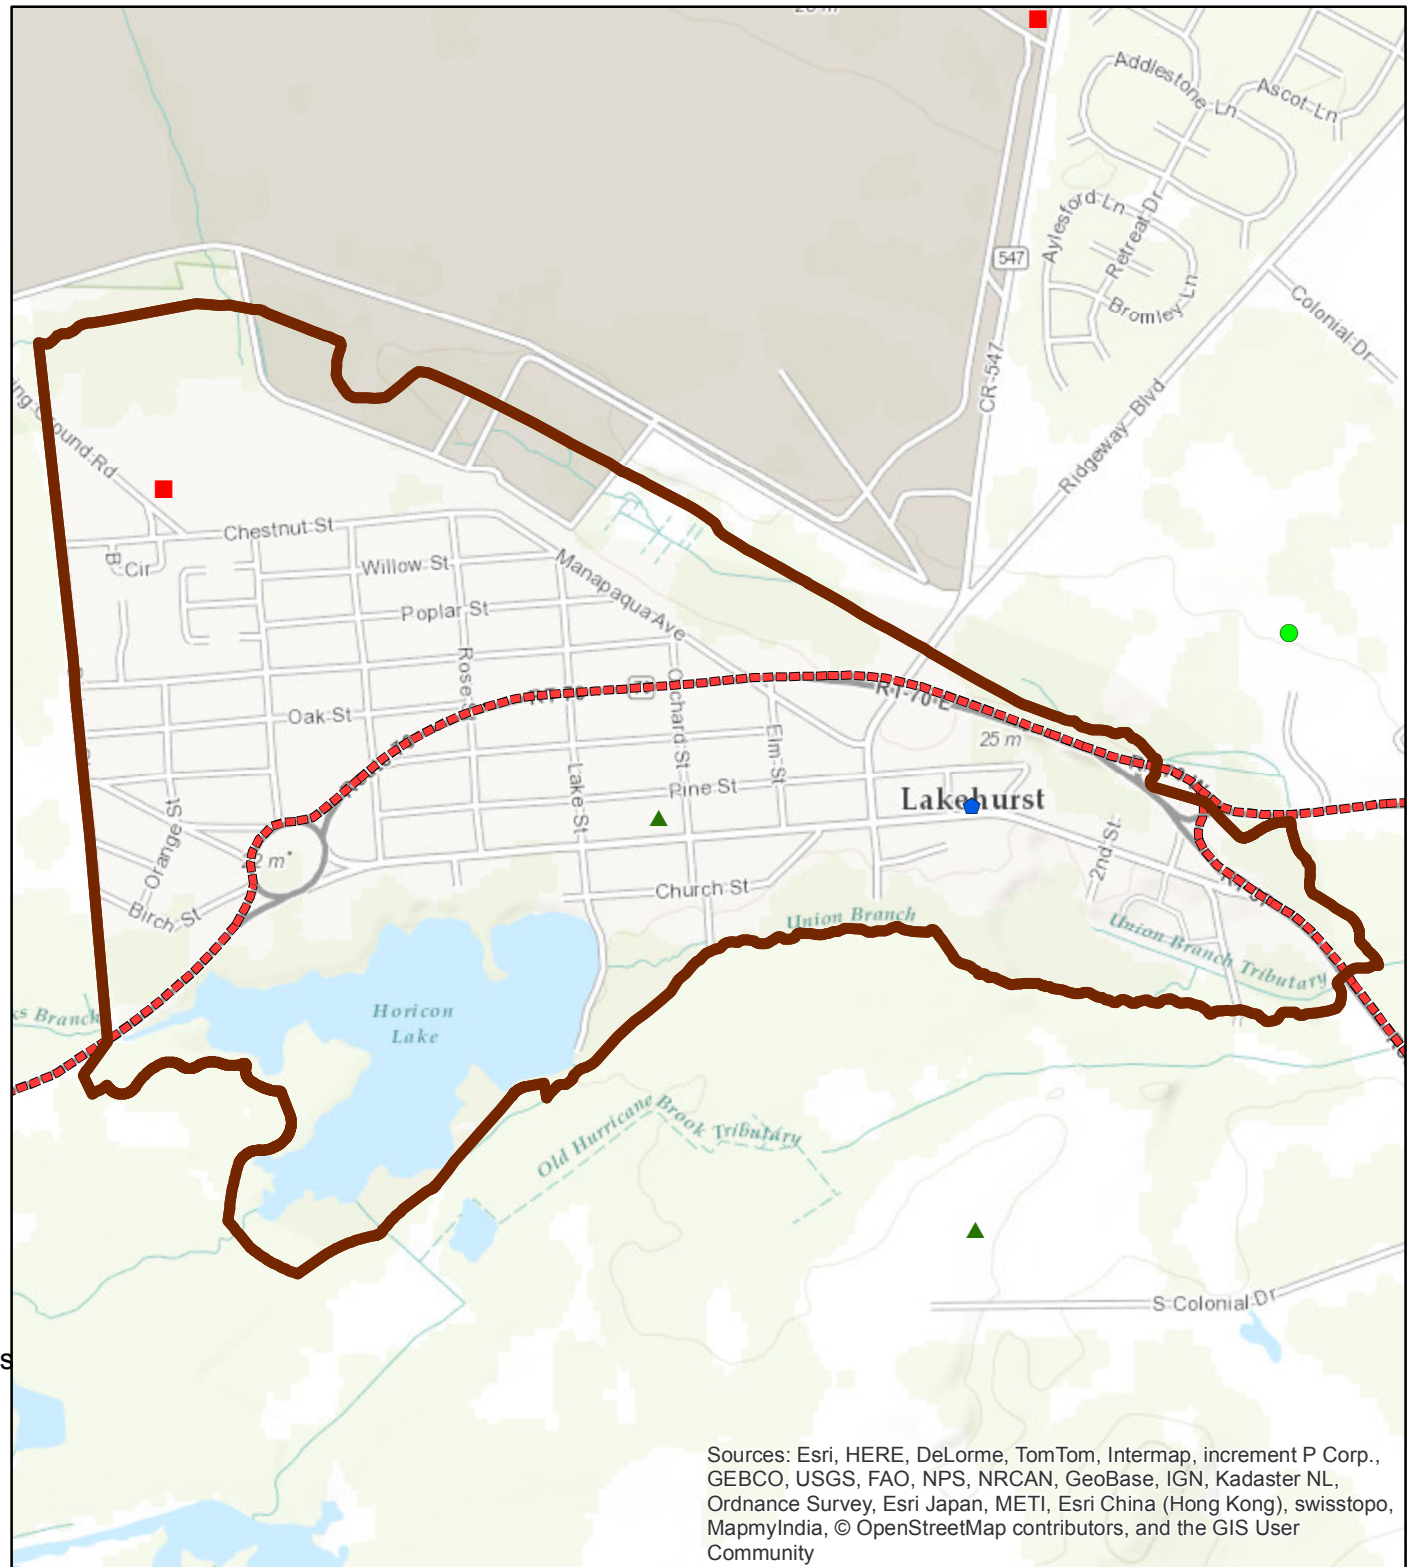 Addlestone Ln
Ascot Ln
Aylesford Ln
Retreat Dr
Bromley Ln
547
Colonial Dr
CR-547
Ridgeway Blvd
Ground Rd
Chestnut St
B Cir
Willow St
Manapaqua Ave
Poplar St
Rose St
Orchard St
RT-70-E
Oak St
25 m
Elm St
Lake St
Pine St
Lakehurst
Orange St
2nd St
Church St
Birch St
Union Branch
Union Branch Tributary
Horicon
Lake
Branch
Old Hurricane Brook Tributary
S Colonial Dr
s
Sources: Esri, HERE, DeLorme, TomTom, Intermap, increment P Corp.,
GEBCO, USGS, FAO, NPS, NRCAN, GeoBase, IGN, Kadaster NL,
Ordnance Survey, Esri Japan, METI, Esri China (Hong Kong), swisstopo,
MapmyIndia, © OpenStreetMap contributors, and the GIS User
Community